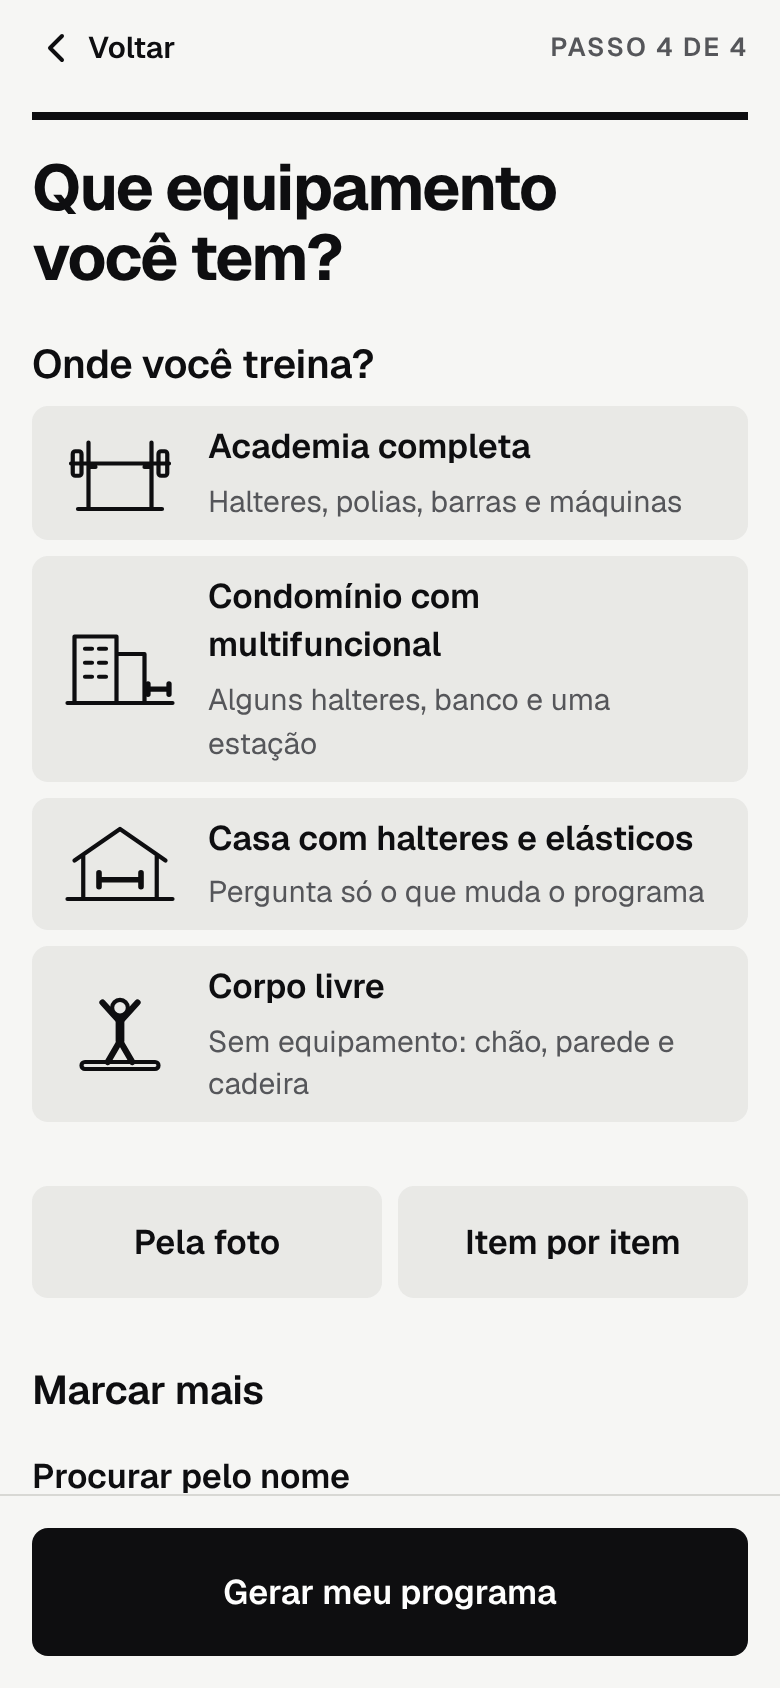 Voltar
PASSO 4 DE 4
Que equipamento
você tem?
Onde você treina?
Academia completa
Halteres, polias, barras e máquinas
Condomínio com
multifuncional
Alguns halteres, banco e uma
estação
Casa com halteres e elásticos
Pergunta só o que muda o programa
Corpo livre
Sem equipamento: chão, parede e
cadeira
Pela foto
Item por item
Marcar mais
Procurar pelo nome
Gerar meu programa